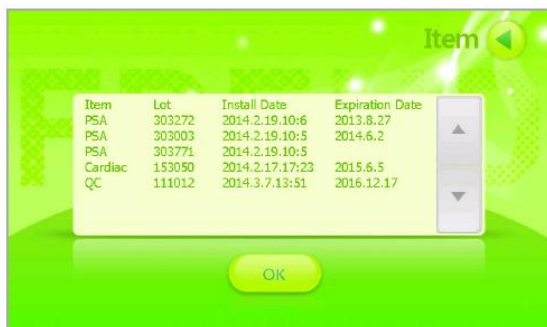 Item
Item Lot Install Date Expiration Date
PSA 303272 2014.2.19.10:6 2013.8.27
PSA 303003 2014.2.19.10:5 2014.6.2
PSA 303771 2014.2.19.10:5
Cardiac 153050 2014.2.17.17:23 2015.6.5
QC 111012 2014.3.7.13:51 2016.12.17
OK